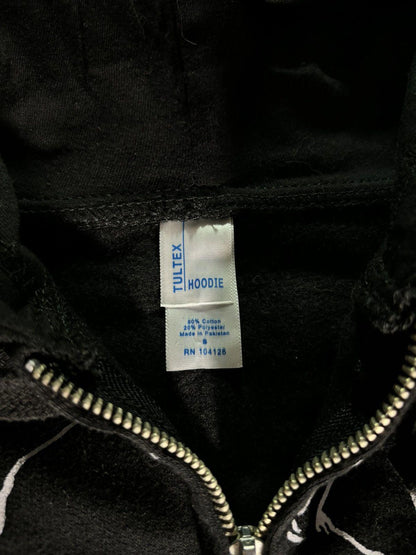 TULTEX
HOODIE
80% Cotton
20% Polyester
Made in Pakistan
S
RN 104126